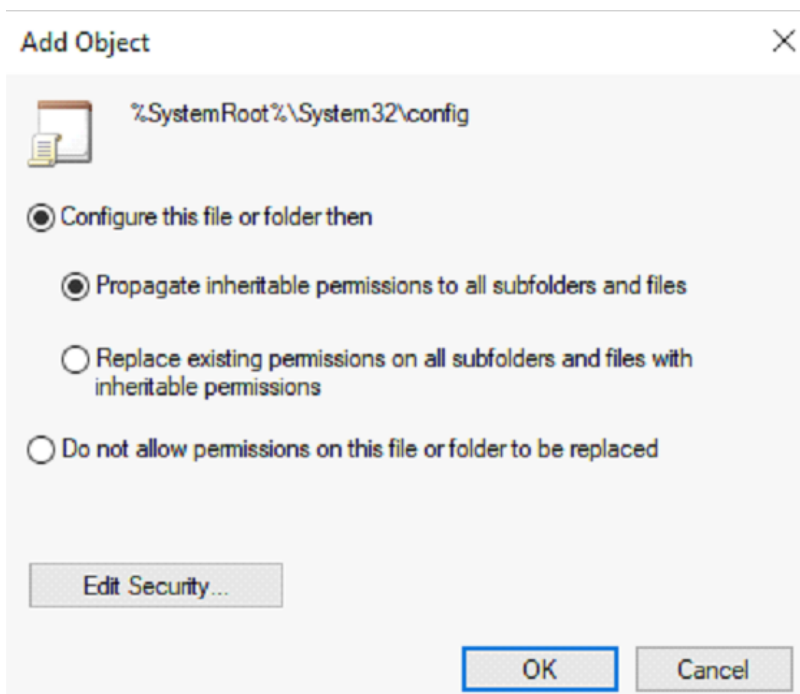 Add Object
%SystemRoot%\System32\config
Configure this file or folder then
Propagate inheritable permissions to all subfolders and files
Replace existing permissions on all subfolders and files with
inheritable permissions
Do not allow permissions on this file or folder to be replaced
Edit Security...
OK
Cancel